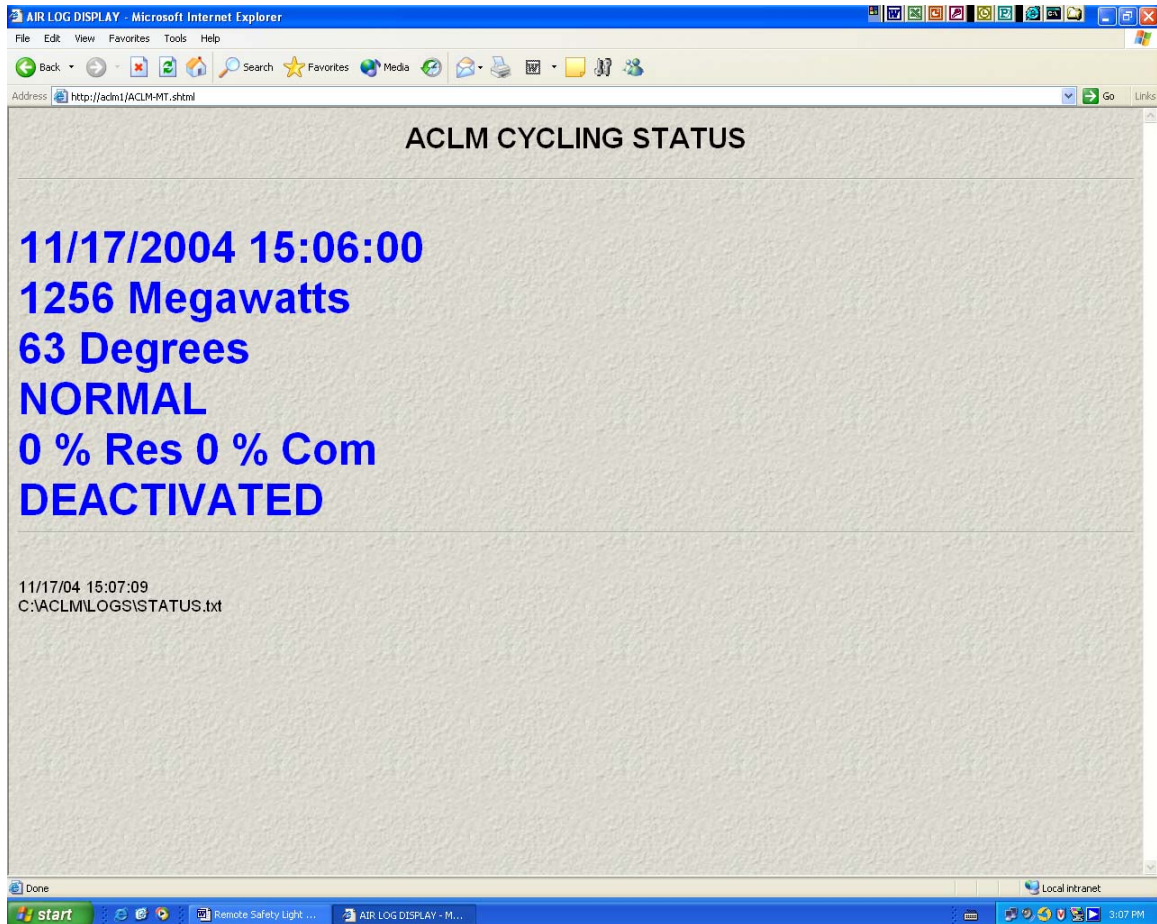 AIR LOG DISPLAY - Microsoft Internet Explorer
File Edit View Favorites Tools Help
Back Search Favorites Media
Address http://aclm1/ACLM-MT.shtml Go Links
ACLM CYCLING STATUS
11/17/2004 15:06:00
1256 Megawatts
63 Degrees
NORMAL
0 % Res 0 % Com
DEACTIVATED
11/17/04 15:07:09
C:\ACLM\LOGS\STATUS.txt
Done Local intranet
start Remote Safety Light ... AIR LOG DISPLAY - M... 3:07 PM